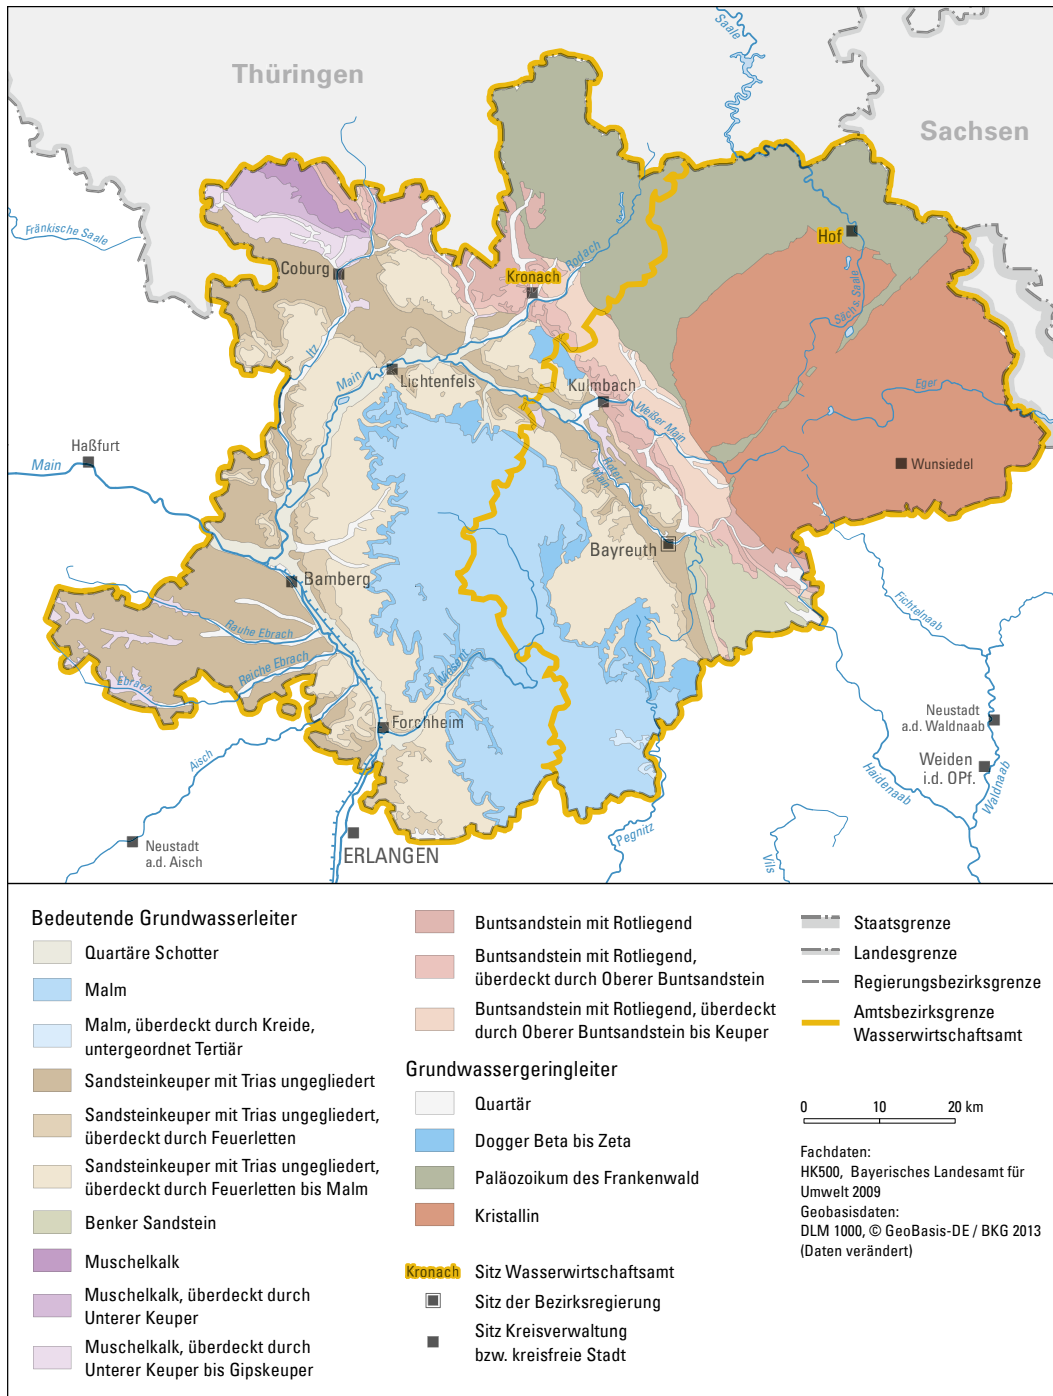 Thüringen
Sachsen
Saale
Fränkische Saale
Hof
Coburg
Kronach
Rodach
Sächs. Saale
Itz
Main
Lichtenfels
Kulmbach
Eger
Weißer Main
Haßfurt
Main
Roter
Main
Wunsiedel
Bayreuth
Bamberg
Fichtelnaab
Rauhe Ebrach
Reiche Ebrach
Ebrach
Wiesent
Forchheim
Neustadt
a.d. Waldnaab
Aisch
Weiden
i.d. OPf.
Haidenaab
Waldnaab
Pegnitz
Vils
Neustadt
a.d. Aisch
ERLANGEN
Bedeutende Grundwasserleiter
Quartäre Schotter
Malm
Malm, überdeckt durch Kreide,
untergeordnet Tertiär
Sandsteinkeuper mit Trias ungegliedert
Sandsteinkeuper mit Trias ungegliedert,
überdeckt durch Feuerletten
Sandsteinkeuper mit Trias ungegliedert,
überdeckt durch Feuerletten bis Malm
Benker Sandstein
Muschelkalk
Muschelkalk, überdeckt durch
Unterer Keuper
Muschelkalk, überdeckt durch
Unterer Keuper bis Gipskeuper
Buntsandstein mit Rotliegend
Buntsandstein mit Rotliegend,
überdeckt durch Oberer Buntsandstein
Buntsandstein mit Rotliegend, überdeckt
durch Oberer Buntsandstein bis Keuper
Grundwassergeringleiter
Quartär
Dogger Beta bis Zeta
Paläozoikum des Frankenwald
Kristallin
Kronach Sitz Wasserwirtschaftsamt
Sitz der Bezirksregierung
Sitz Kreisverwaltung
bzw. kreisfreie Stadt
Staatsgrenze
Landesgrenze
Regierungsbezirksgrenze
Amtsbezirksgrenze
Wasserwirtschaftsamt
0 10 20 km
Fachdaten:
HK500, Bayerisches Landesamt für
Umwelt 2009
Geobasisdaten:
DLM 1000, © GeoBasis-DE / BKG 2013
(Daten verändert)